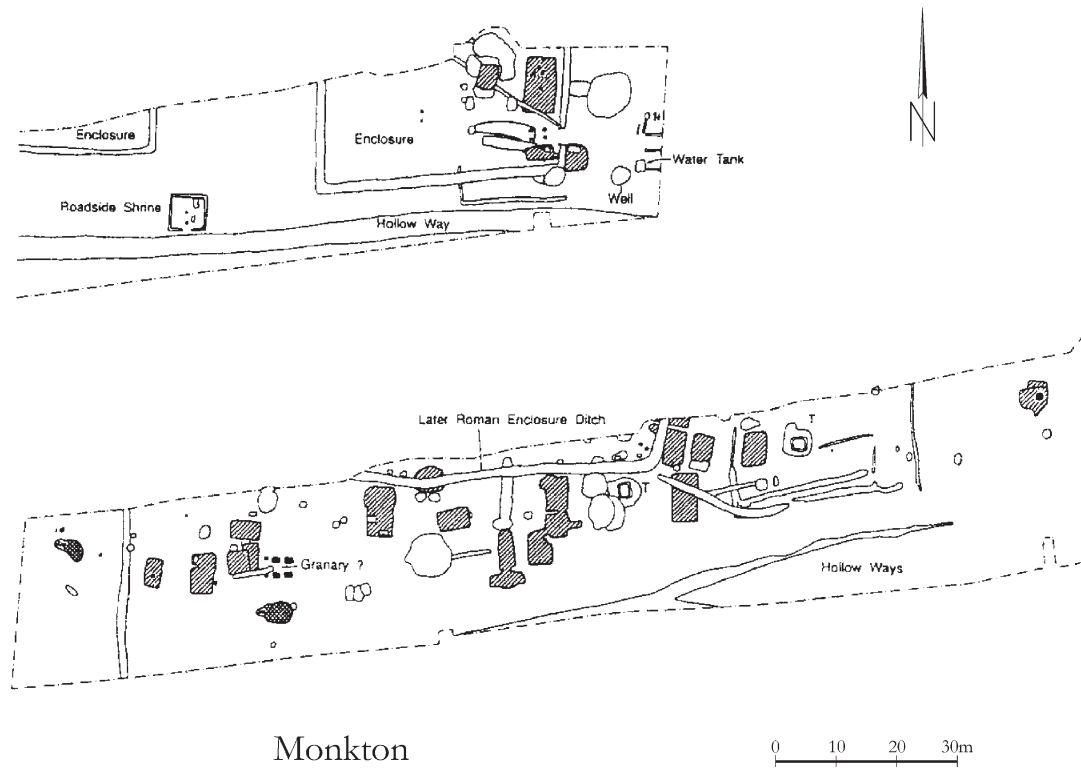 N
Enclosure
Enclosure
Water Tank
Roadside Shrine
Well
Hollow Way
Later Roman Enclosure Ditch
T
T
Granary ?
Hollow Ways
Monkton
0 10 20 30m